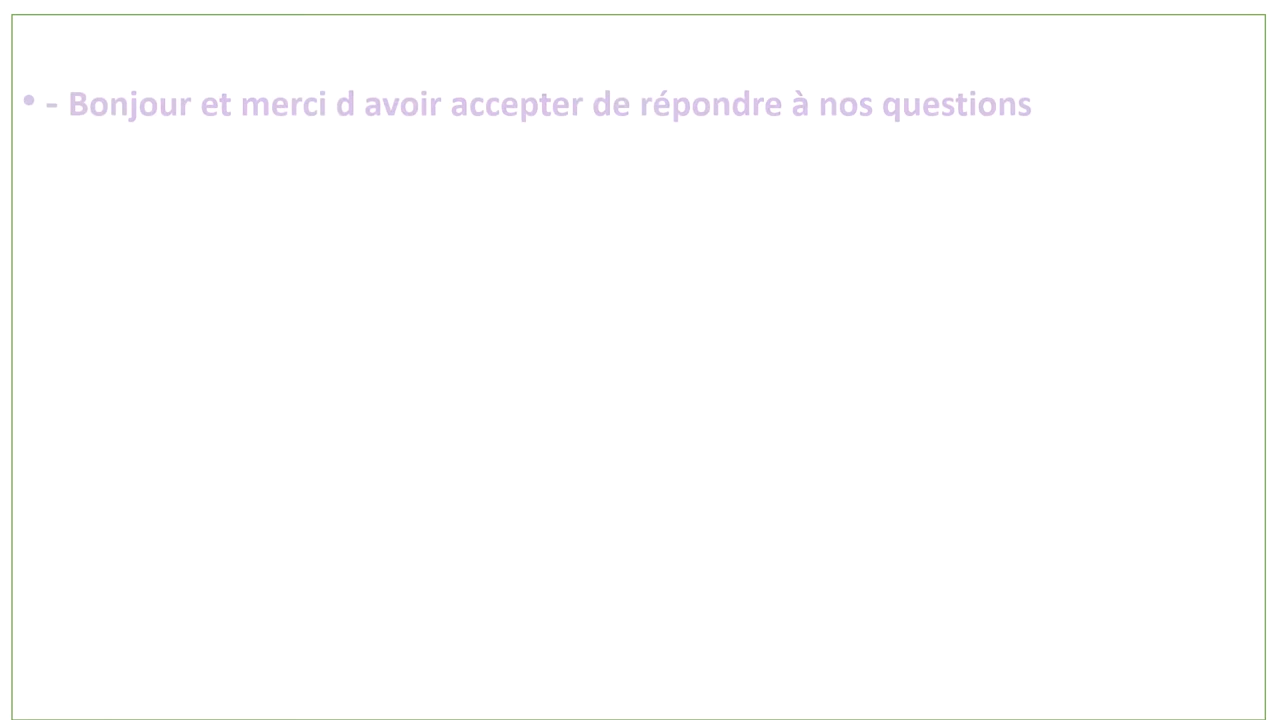 • - Bonjour et merci d avoir accepter de répondre à nos questions